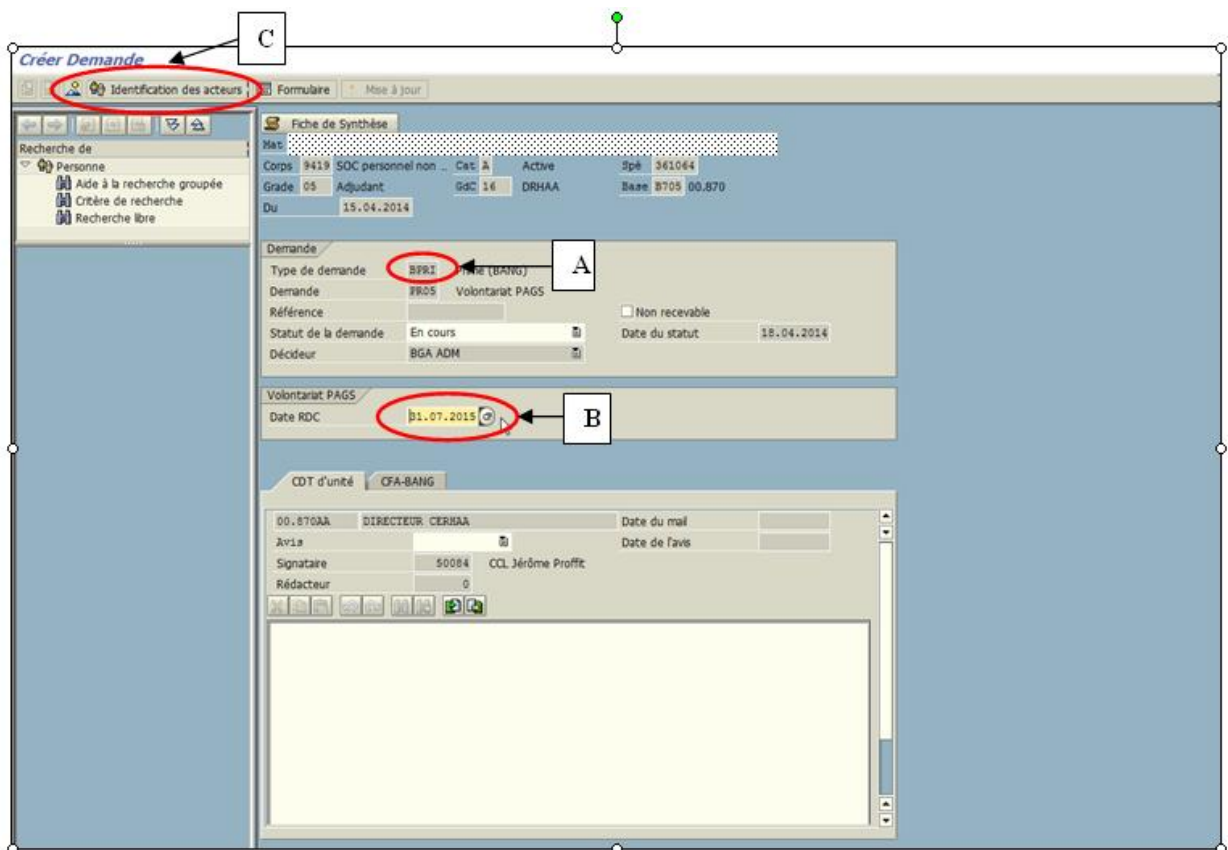 C
Créer Demande
Identification des acteurs Formulaire Mise à jour
Fiche de Synthèse
Recherche de
Mat
Personne
Corps 9419 SOC personnel non .. Cat A Active Spé 361064
Aide à la recherche groupée
Grade 05 Adjudant GdC 16 DRHAA Base B705 00.870
Critère de recherche
Du 15.04.2014
Recherche libre
Demande
A
Type de demande BPRI (BANG)
Demande PR05 Volontariat PAGS
Référence Non recevable
Statut de la demande En cours Date du statut 18.04.2014
Décideur BGA ADM
Volontariat PAGS
Date RDC 31.07.2015
B
CDT d'unité CFA-BANG
00.870AA DIRECTEUR CERHAA Date du mail
Avis Date de l'avis
Signataire 50084 CCL Jérôme Proffit
Rédacteur 0